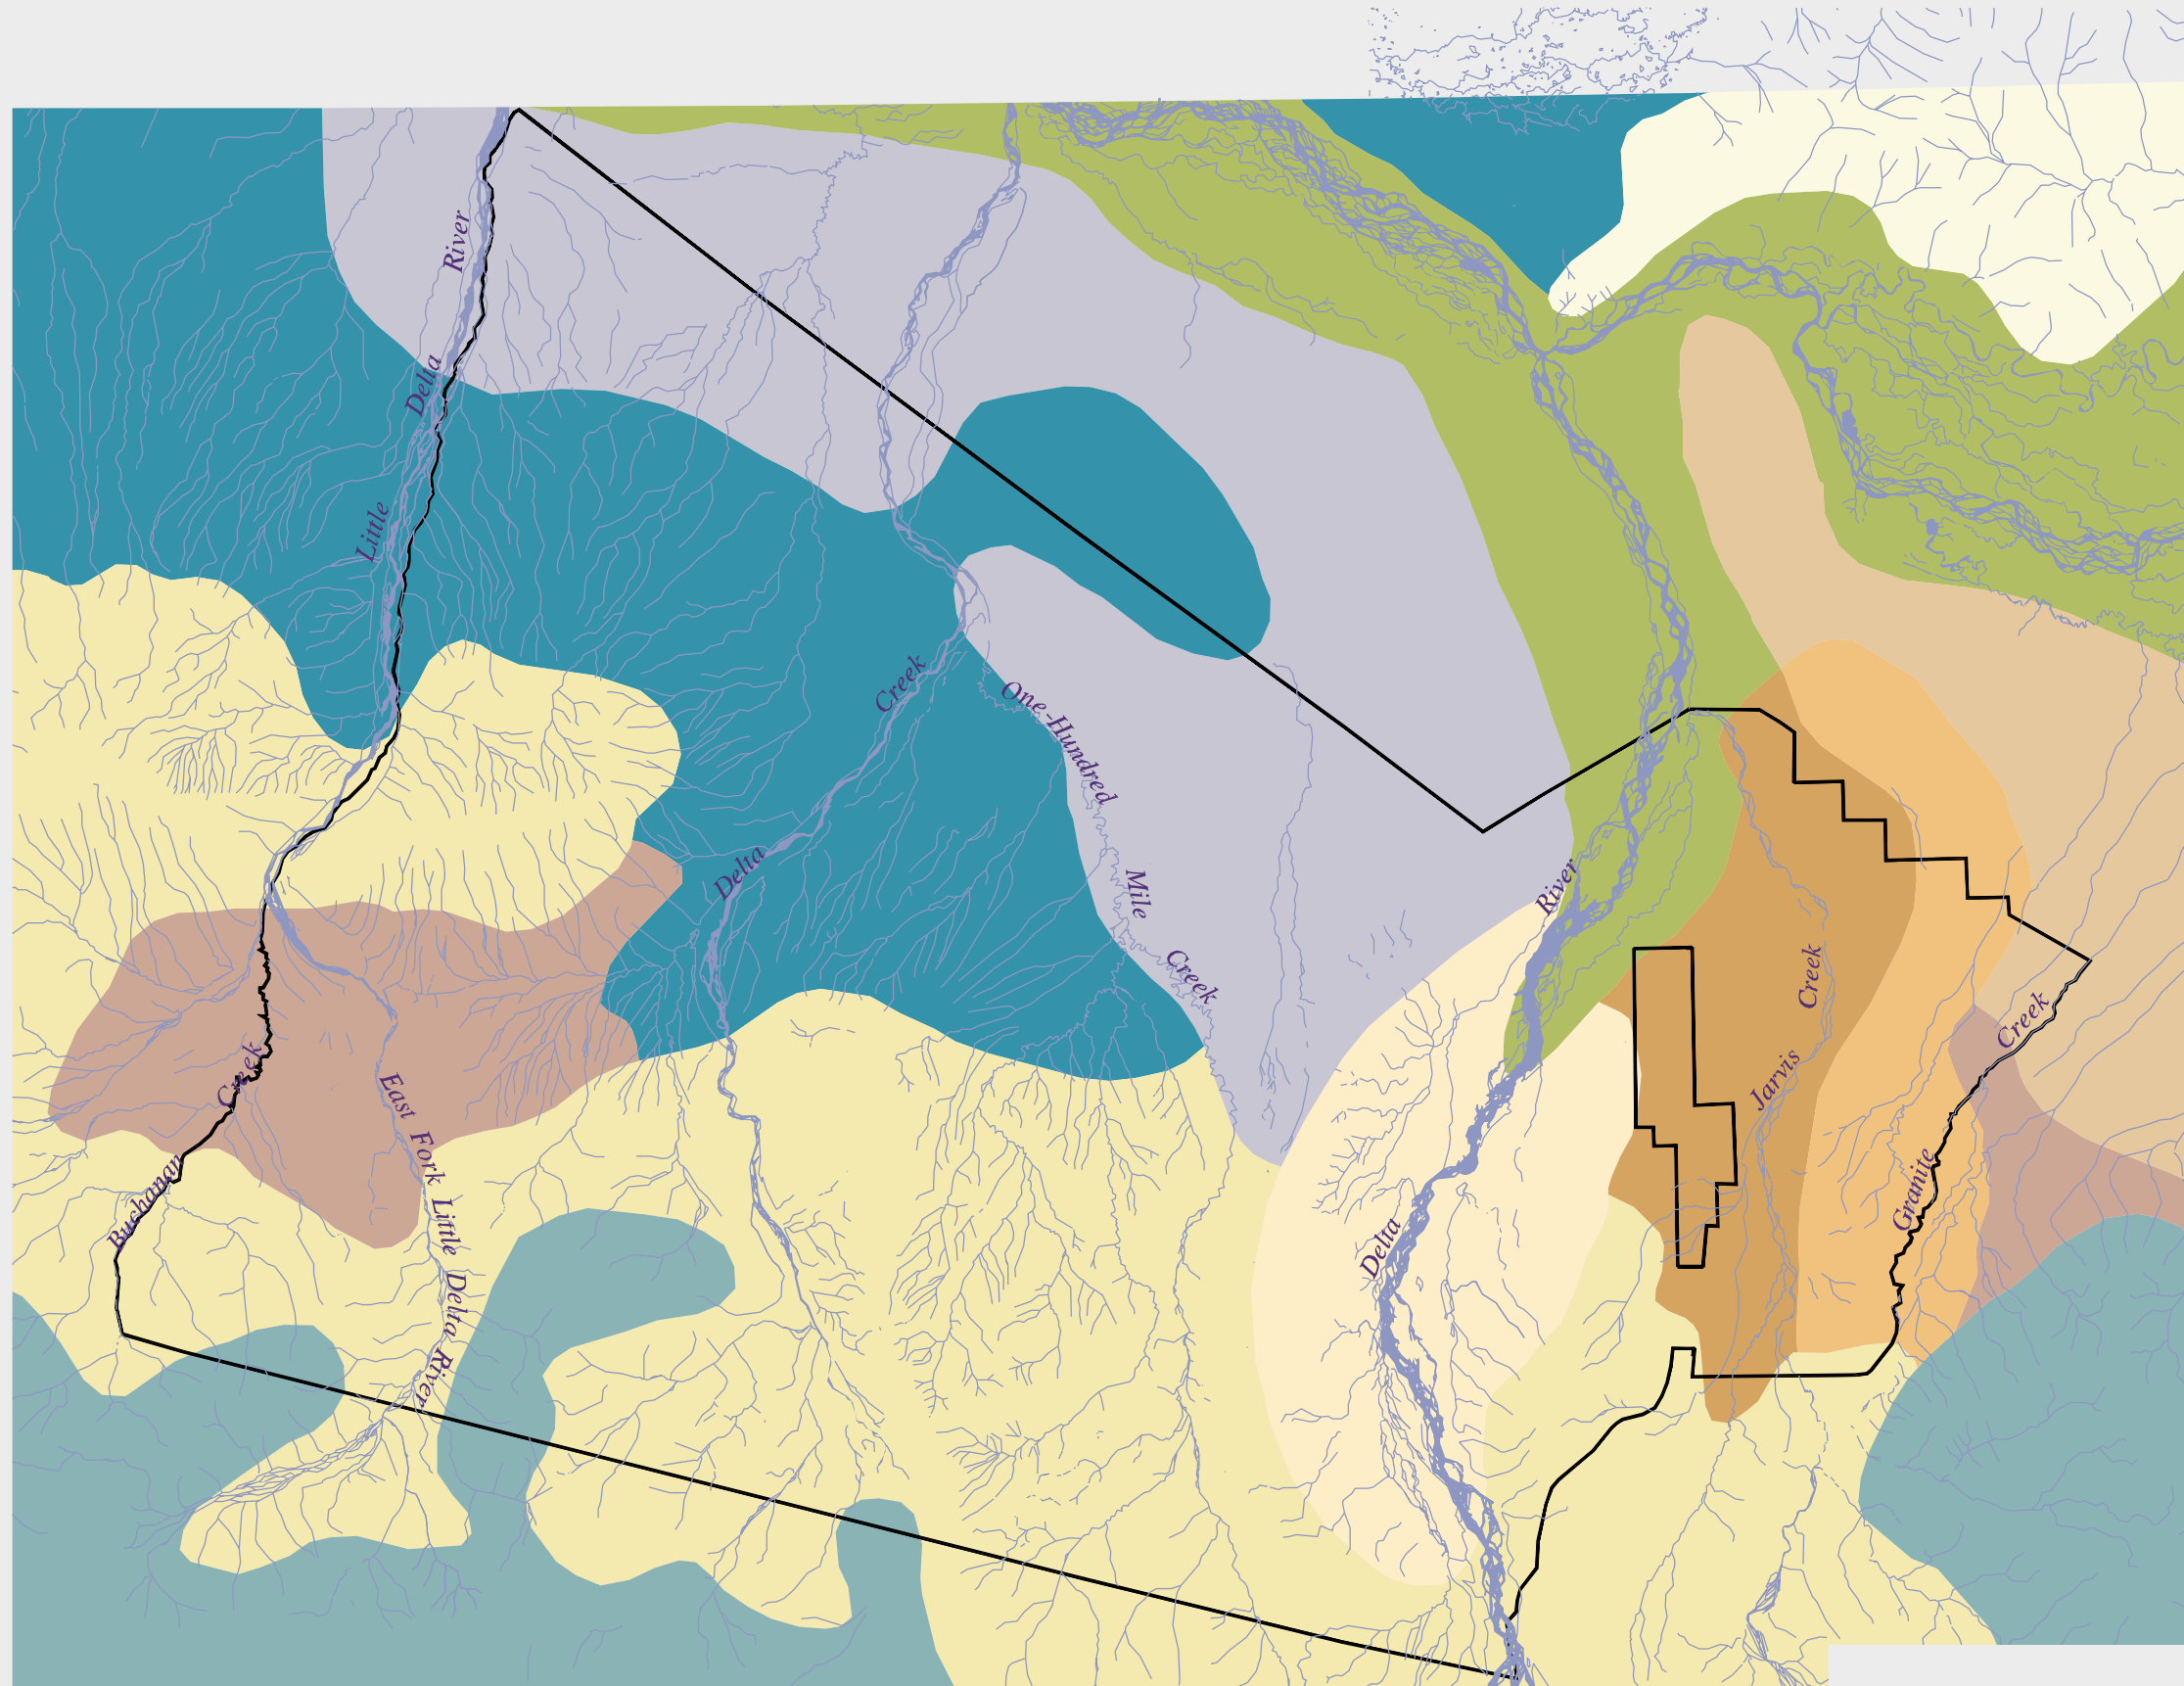 Little Delta River
Delta Creek
One-Hundred Mile Creek
Delta River
Jarvis Creek
Granite Creek
Buchanan Creek
East Fork Little Delta River